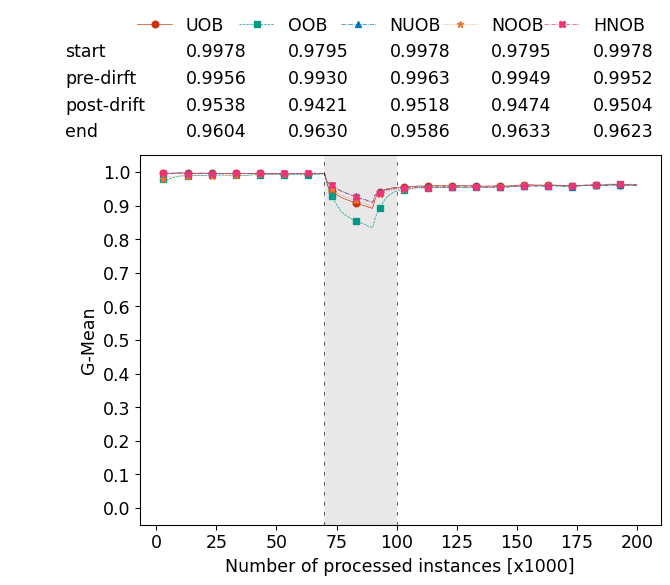 UOB OOB NUOB NOOB HNOB
start 0.9978 0.9795 0.9978 0.9795 0.9978
pre-dirft 0.9956 0.9930 0.9963 0.9949 0.9952
post-drift 0.9538 0.9421 0.9518 0.9474 0.9504
end 0.9604 0.9630 0.9586 0.9633 0.9623
1.0
0.9
0.8
0.7
0.6
0.5
0.4
0.3
0.2
0.1
0.0
G-Mean
0 25 50 75 100 125 150 175 200
Number of processed instances [x1000]